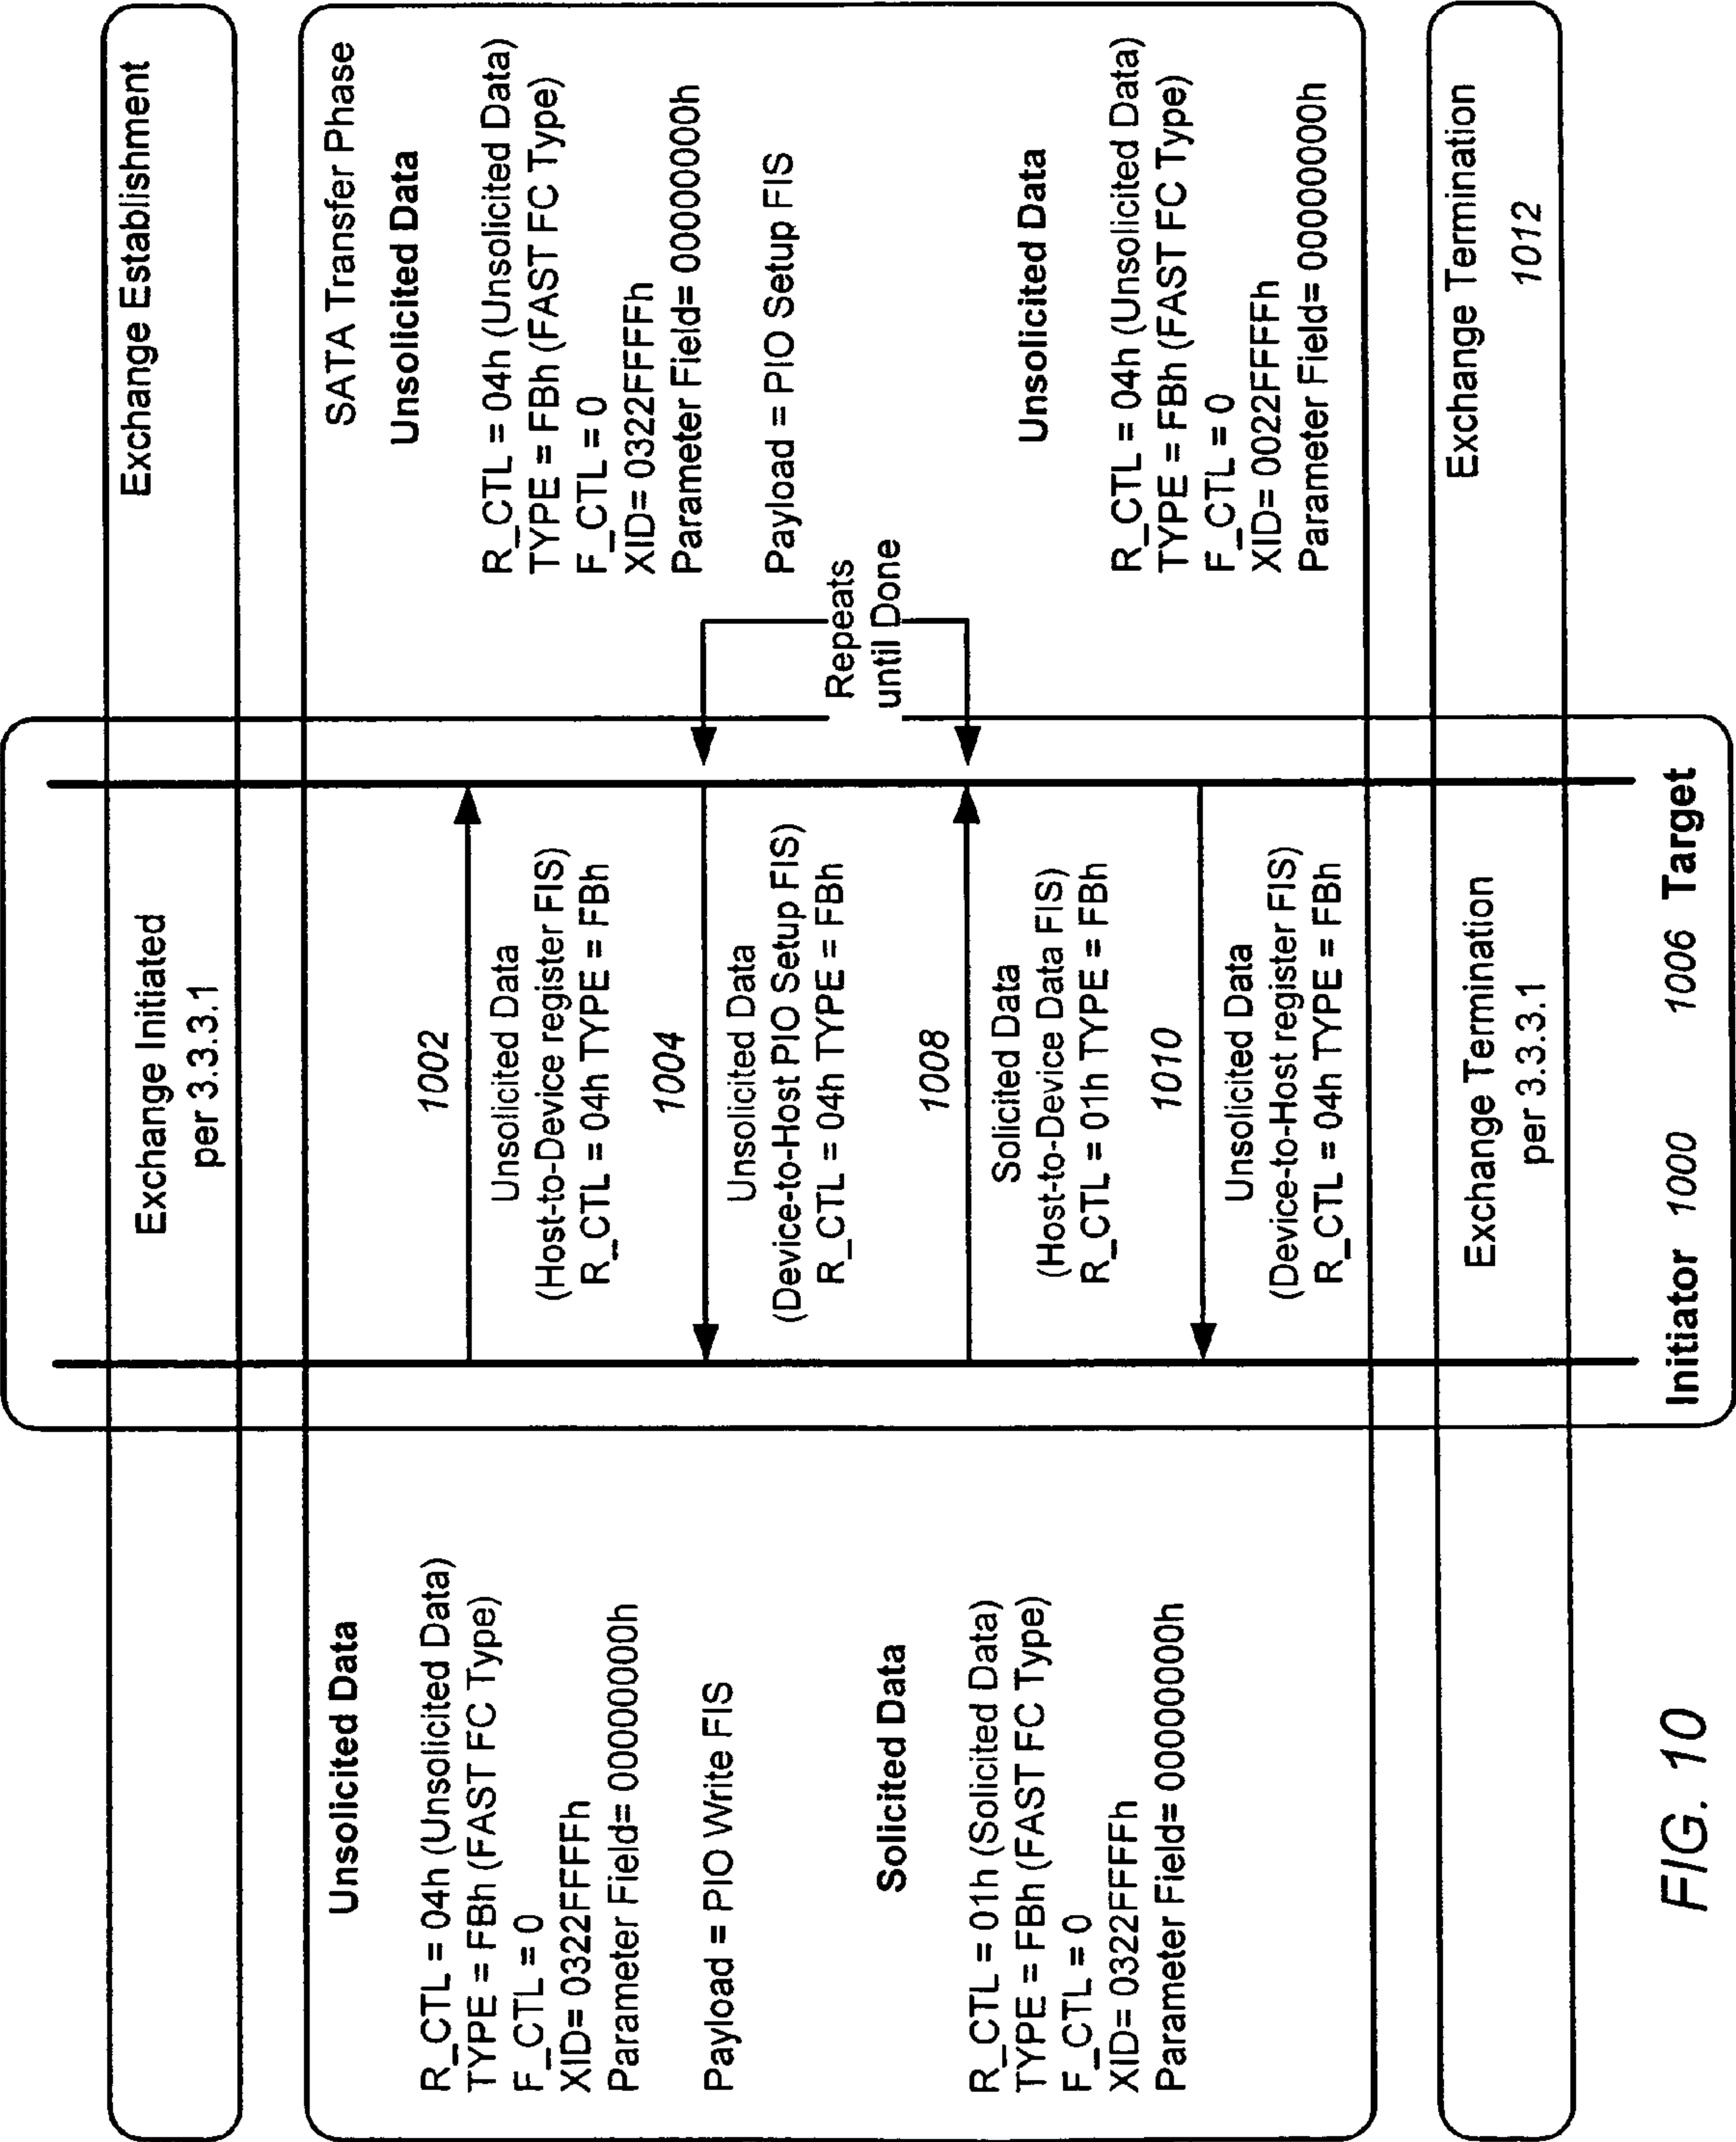 Exchange Initiated
per 3.3.3.1
Exchange Establishment
Unsolicited Data
R_CTL = 04h (Unsolicited Data)
TYPE = FBh (FAST FC Type)
F_CTL = 0
XID= 0322FFFFh
Parameter Field= 00000000h
Payload = PIO Write FIS
Solicited Data
R_CTL = 01h (Solicited Data)
TYPE = FBh (FAST FC Type)
F_CTL = 0
XID= 0322FFFFh
Parameter Field= 00000000h
1002
Unsolicited Data
(Host-to-Device register FIS)
R_CTL = 04h TYPE = FBh
1004
Unsolicited Data
(Device-to-Host PIO Setup FIS)
R_CTL = 04h TYPE = FBh
1008
Solicited Data
(Host-to-Device Data FIS)
R_CTL = 01h TYPE = FBh
1010
Unsolicited Data
(Device-to-Host register FIS)
R_CTL = 04h TYPE = FBh
Repeats
until Done
SATA Transfer Phase
Unsolicited Data
R_CTL = 04h (Unsolicited Data)
TYPE = FBh (FAST FC Type)
F_CTL = 0
XID= 0322FFFFh
Parameter Field= 00000000h
Payload = PIO Setup FIS
Unsolicited Data
R_CTL = 04h (Unsolicited Data)
TYPE = FBh (FAST FC Type)
F_CTL = 0
XID= 0022FFFFh
Parameter Field= 00000000h
Exchange Termination
per 3.3.3.1
Exchange Termination
1012
Initiator 1000 1006 Target
FIG. 10